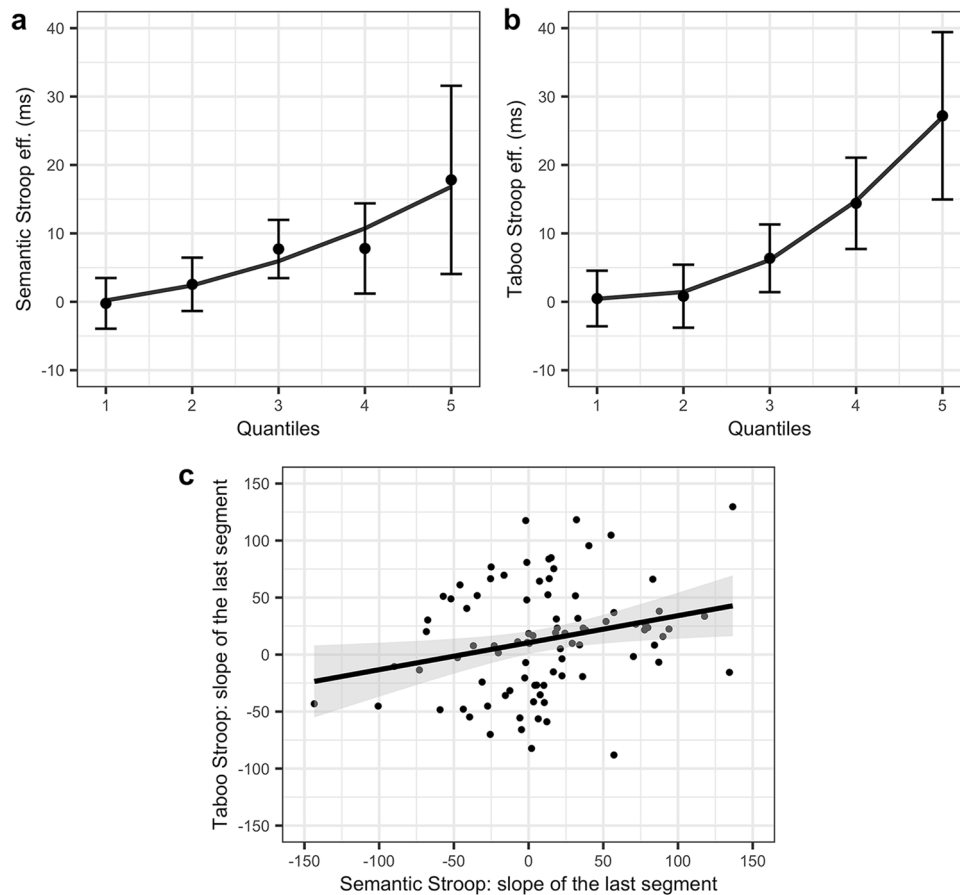 a
Semantic Stroop eff. (ms)
40
30
20
10
0
-10
1 2 3 4 5
Quantiles
b
Taboo Stroop eff. (ms)
40
30
20
10
0
-10
1 2 3 4 5
Quantiles
c
Taboo Stroop: slope of the last segment
150
100
50
0
-50
-100
-150
-150 -100 -50 0 50 100 150
Semantic Stroop: slope of the last segment